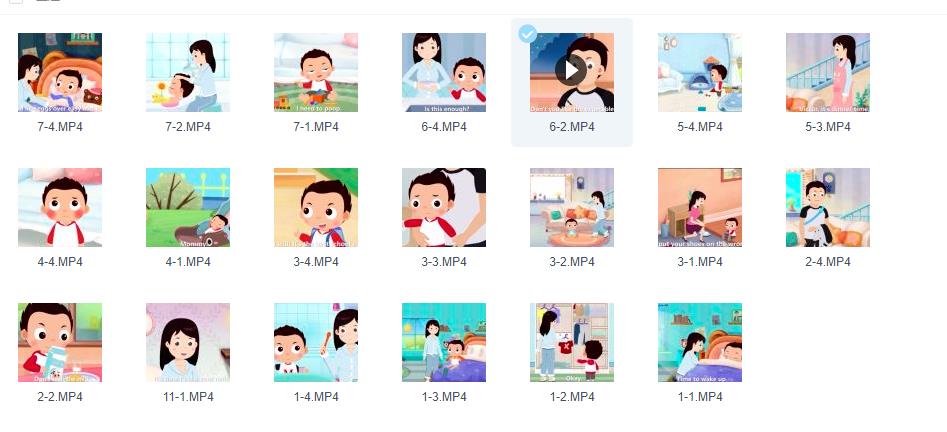 7-4.MP4
7-2.MP4
I need to poop.
7-1.MP4
Is this enough?
6-4.MP4
6-2.MP4
5-4.MP4
5-3.MP4
4-4.MP4
Mommy
4-1.MP4
3-4.MP4
3-3.MP4
3-2.MP4
put your shoes on the
3-1.MP4
2-4.MP4
2-2.MP4
11-1.MP4
1-4.MP4
1-3.MP4
Okay.
1-2.MP4
Time to wake up.
1-1.MP4